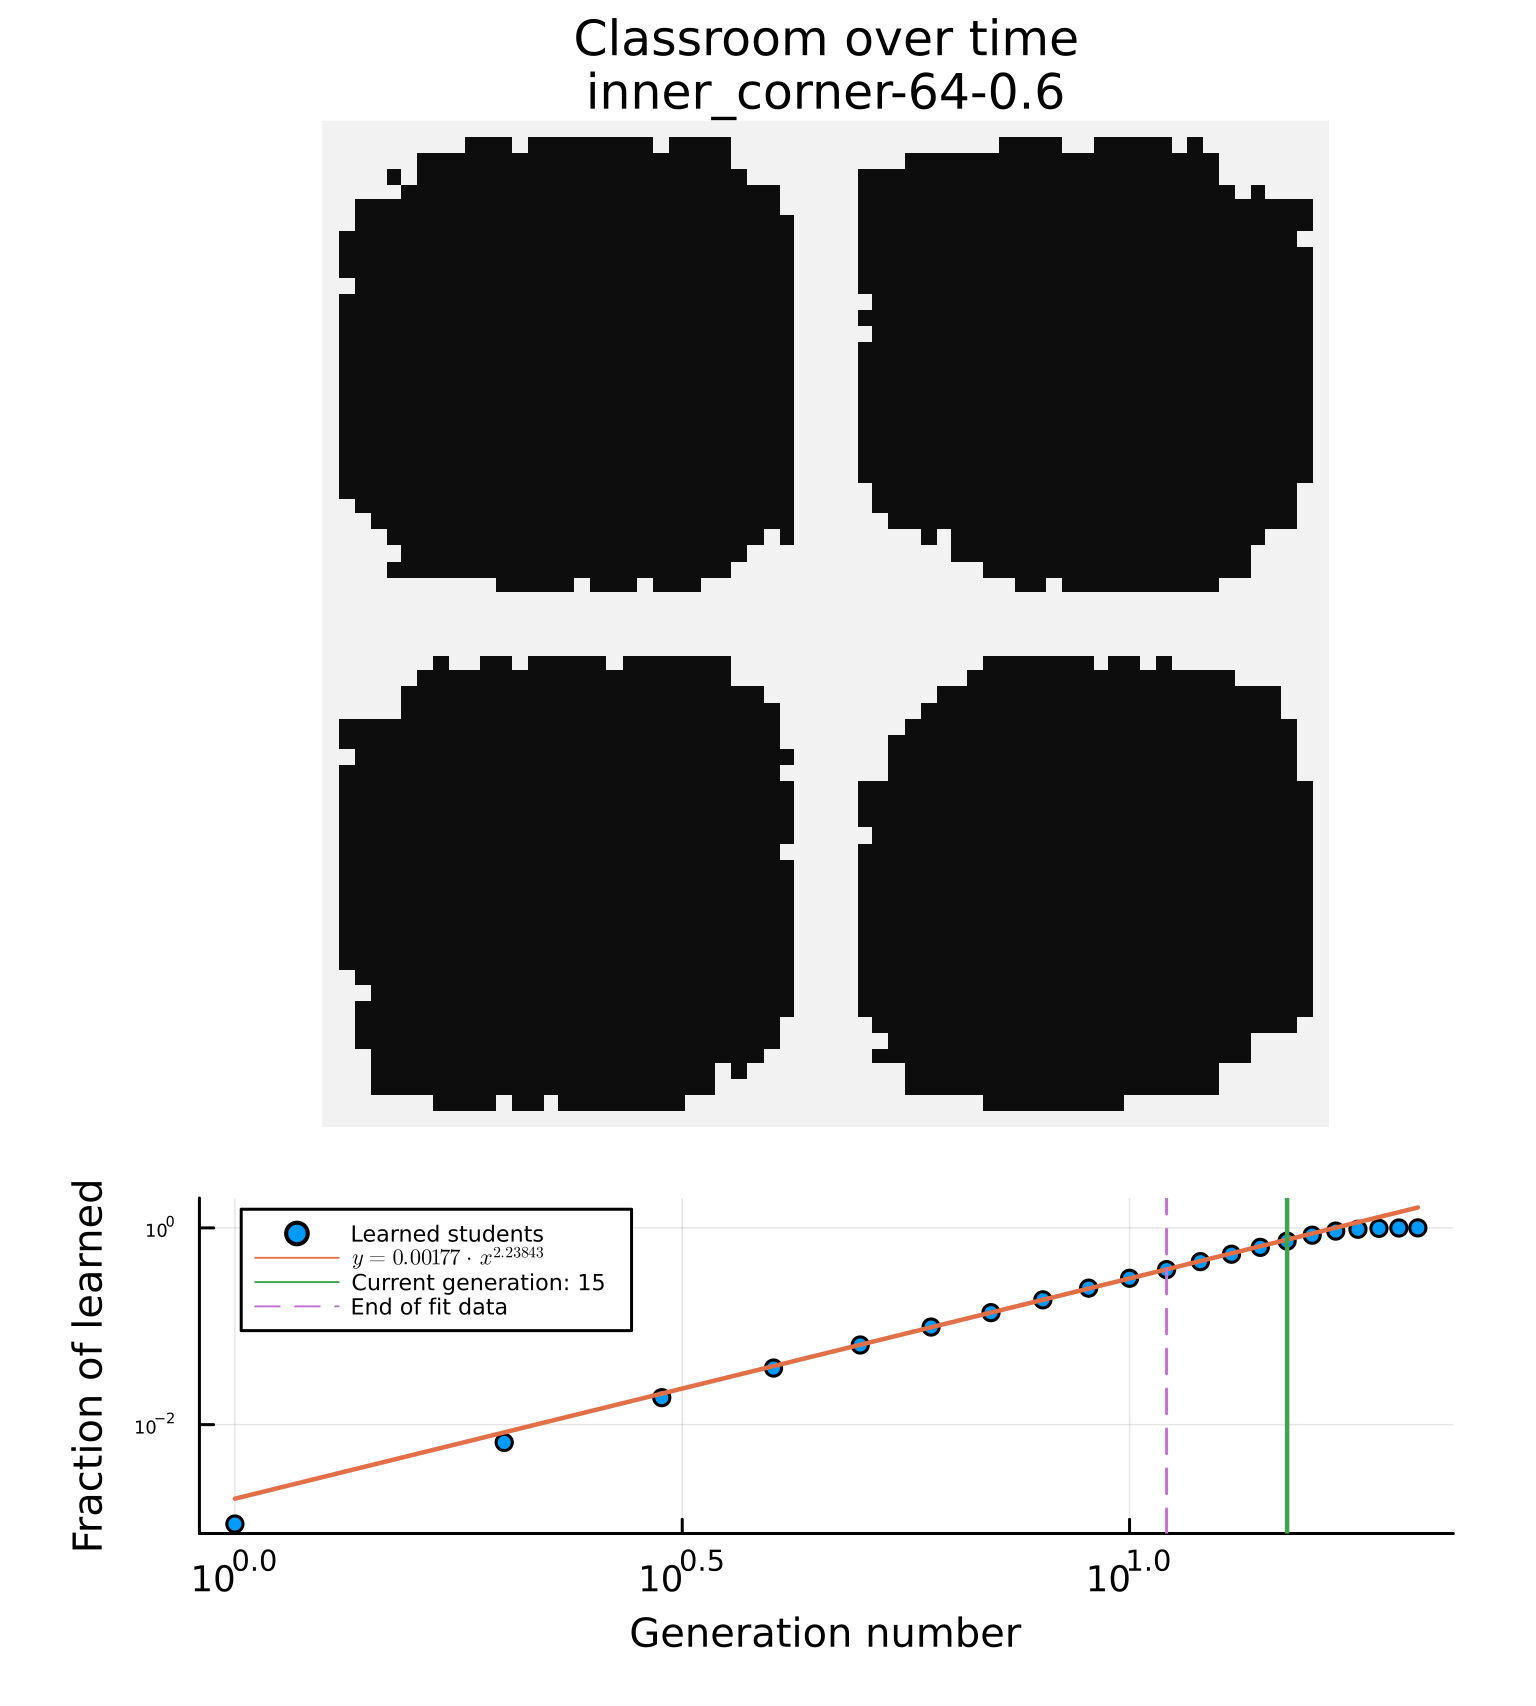 Classroom over time
inner_corner-64-0.6
Fraction of learned
10^0
10^−2
Learned students
y = 0.00177 · x^2.23843
Current generation: 15
End of fit data
10^0.0
10^0.5
10^1.0
Generation number